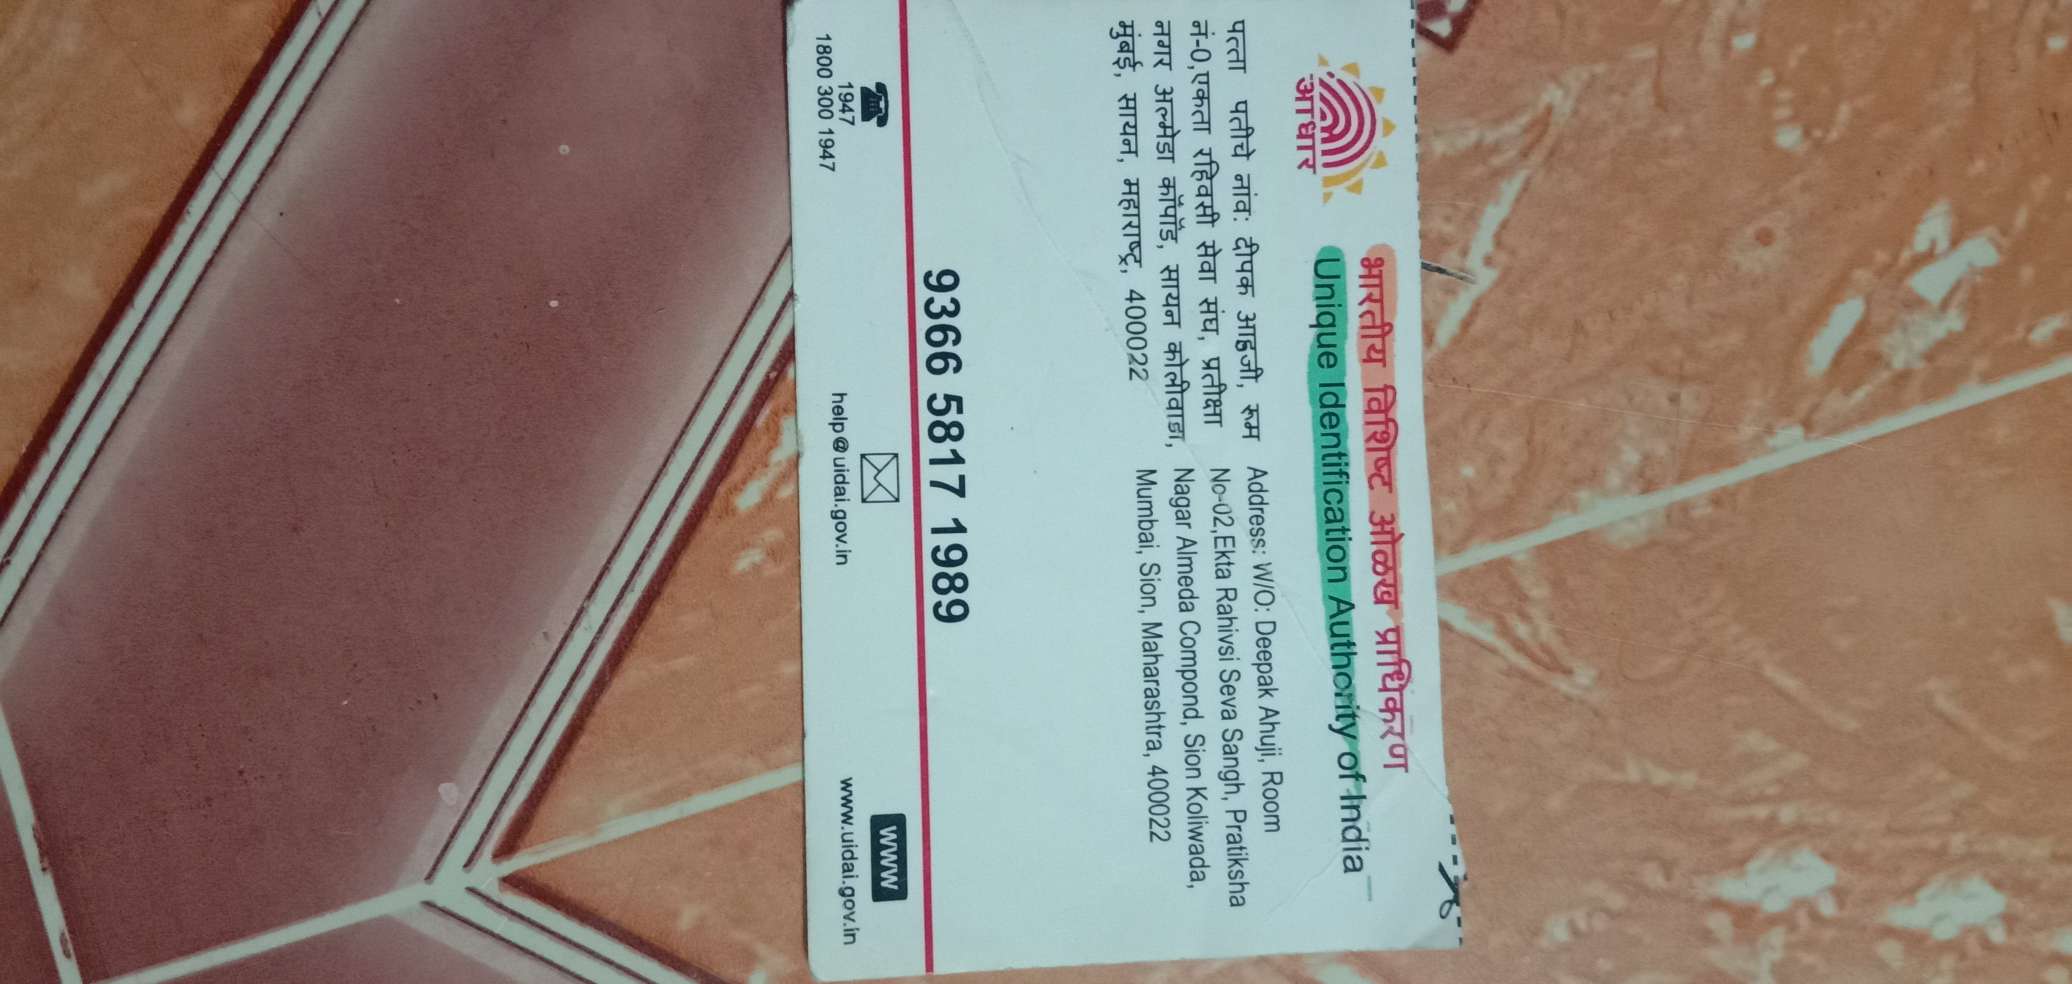 भारतीय विशिष्ट ओळख प्राधिकरण
Unique Identification Authority of India
आधार
पत्ता पतीचे नांव: दीपक आहुजी, रूम
नं-0,एकता रहिवसी सेवा संघ, प्रतीक्षा
नगर अल्मेडा कॉपॉड, सायन कोलीवाडा,
मुंबई, सायन, महाराष्ट्र, 400022
Address: W/O: Deepak Ahuji, Room
No-02,Ekta Rahivsi Seva Sangh, Pratiksha
Nagar Almeda Compond, Sion Koliwada,
Mumbai, Sion, Maharashtra, 400022
9366 5817 1989
1947
1800 300 1947
help@uidai.gov.in
www
www.uidai.gov.in